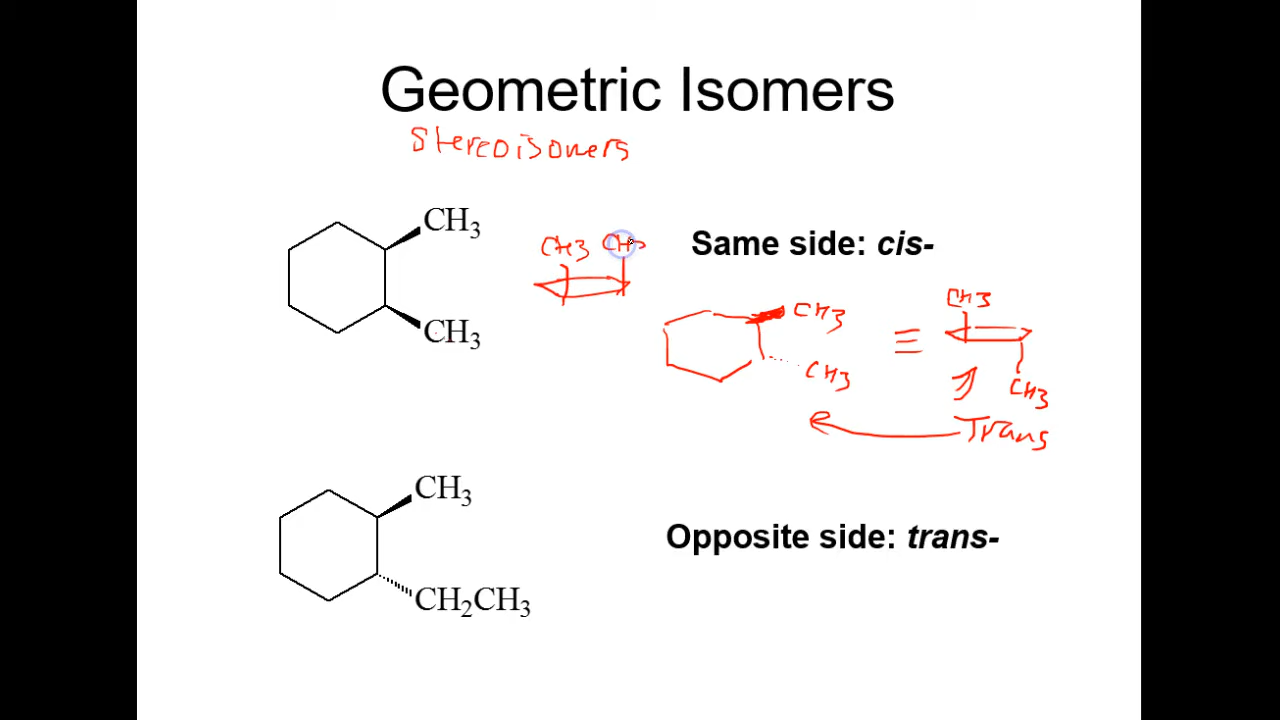 Geometric Isomers
Stereoisomers
CH3
CH3 CH3
Same side: cis-
CH3
CH3
CH3
CH3
CH3
CH3
Trans
CH3
Opposite side: trans-
CH2CH3